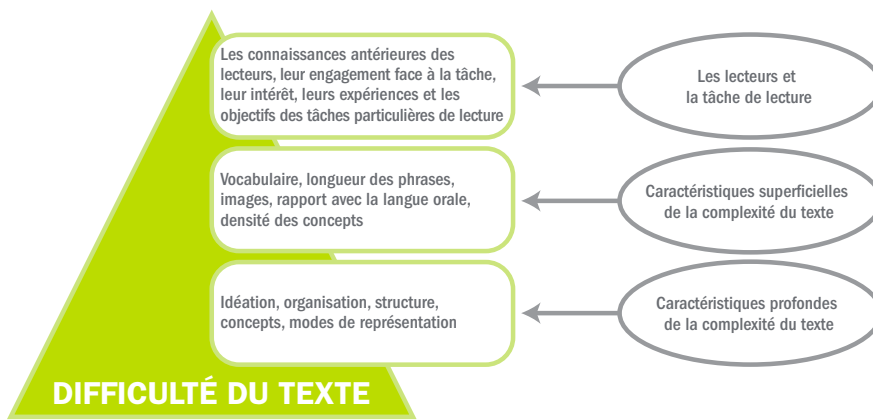 Les connaissances antérieures des
lecteurs, leur engagement face à la tâche,
leur intérêt, leurs expériences et les
objectifs des tâches particulières de lecture
Les lecteurs et
la tâche de lecture
Vocabulaire, longueur des phrases,
images, rapport avec la langue orale,
densité des concepts
Caractéristiques superficielles
de la complexité du texte
Idéation, organisation, structure,
concepts, modes de représentation
Caractéristiques profondes
de la complexité du texte
DIFFICULTÉ DU TEXTE